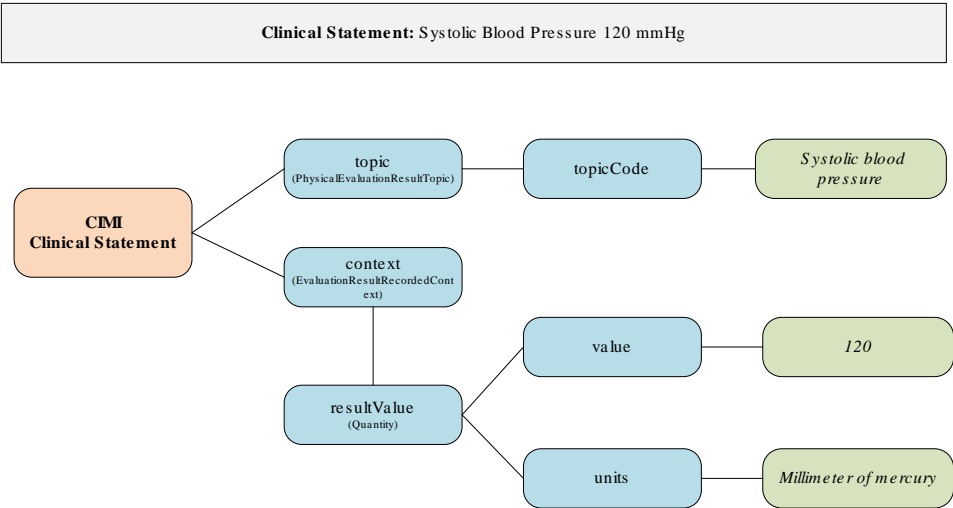 Clinical Statement: Systolic Blood Pressure 120 mmHg
topic
(PhysicalEvaluationResultTopic)
topicCode
Systolic blood
pressure
CIMI
Clinical Statement
context
(EvaluationResultRecordedCont
ext)
value
120
resultValue
(Quantity)
units
Millimeter of mercury